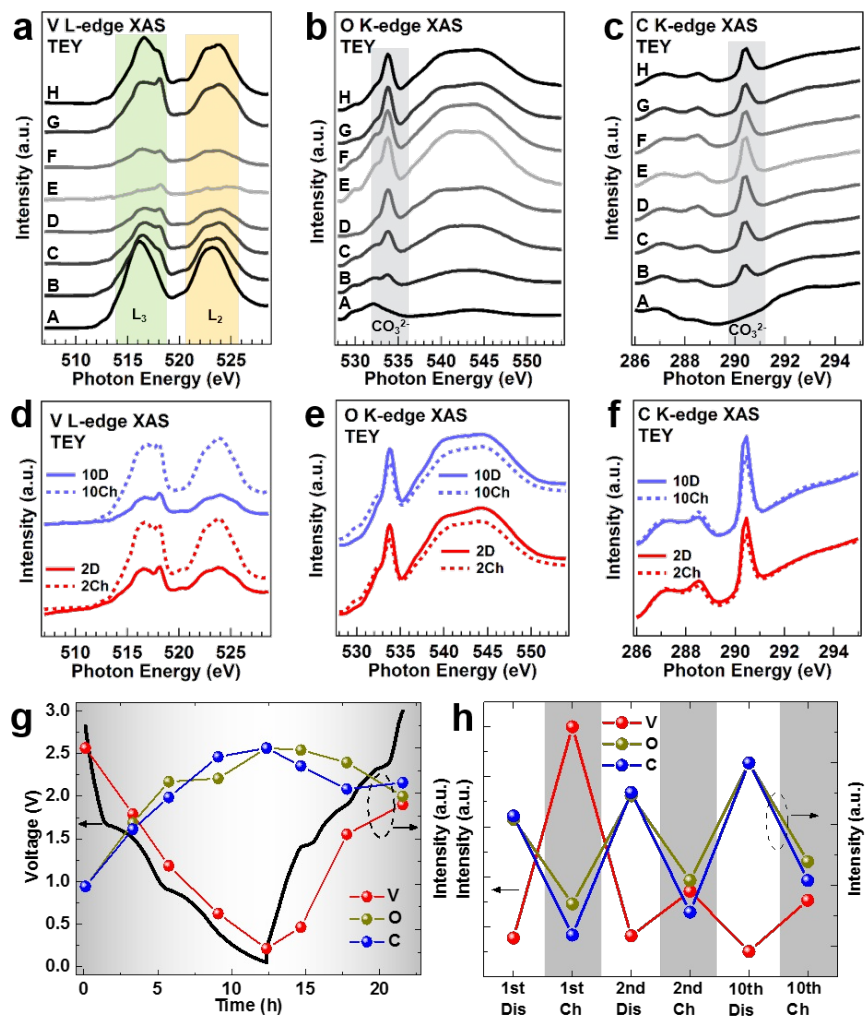 a
V L-edge XAS
TEY
H
G
F
E
D
C
B
A
L3
L2
510 515 520 525
Photon Energy (eV)
Intensity (a.u.)
b
O K-edge XAS
TEY
H
G
F
E
D
C
B
A
CO3 2-
530 535 540 545 550
Photon Energy (eV)
Intensity (a.u.)
c
C K-edge XAS
TEY
H
G
F
E
D
C
B
A
CO3 2-
286 288 290 292 294
Photon Energy (eV)
Intensity (a.u.)
d
V L-edge XAS
TEY
10D
10Ch
2D
2Ch
510 515 520 525
Photon Energy (eV)
Intensity (a.u.)
e
O K-edge XAS
TEY
10D
10Ch
2D
2Ch
530 535 540 545 550
Photon Energy (eV)
Intensity (a.u.)
f
C K-edge XAS
TEY
10D
10Ch
2D
2Ch
286 288 290 292 294
Photon Energy (eV)
Intensity (a.u.)
g
3.0
2.5
2.0
1.5
1.0
0.5
0.0
Voltage (V)
V
O
C
0 5 10 15 20
Time (h)
Intensity (a.u.)
h
V
O
C
Intensity (a.u.)
1st Dis
1st Ch
2nd Dis
2nd Ch
10th Dis
10th Ch
Intensity (a.u.)